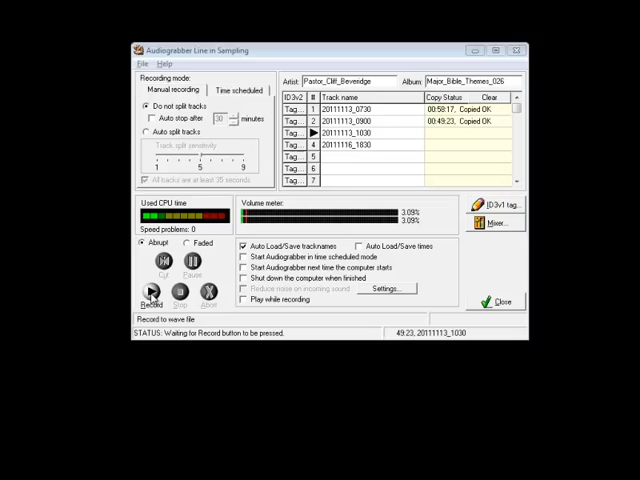 Audiograbber Line in Sampling
File Help
Recording mode:
Manual recording Time scheduled
Do not split tracks
Auto stop after 30 minutes
Auto split tracks
Track split sensitivity
1 3 5 7 9
All tracks are at least 35 seconds
Artist: Pastor_Cliff_Beveridge Album: Major_Bible_Themes_026
ID3v2 # Track name Copy Status Clear
Tag... 1 20111113_0730 00:58:17, Copied OK
Tag... 2 20111113_0900 00:49:23, Copied OK
Tag... 20111113_1030
Tag... 4 20111116_1830
Tag... 5
Tag... 6
Tag... 7
Used CPU time
Speed problems: 0
Volume meter:
3.09%
3.09%
ID3v1 tag...
Mixer...
Abrupt Faded
Cut Pause
Record Stop Abort
Auto Load/Save tracknames Auto Load/Save times
Start Audiograbber in time scheduled mode
Start Audiograbber next time the computer starts
Shut down the computer when finished
Reduce noise on incoming sound Settings...
Play while recording
Close
Record to wave file
STATUS: Waiting for Record button to be pressed. 49:23, 20111113_1030